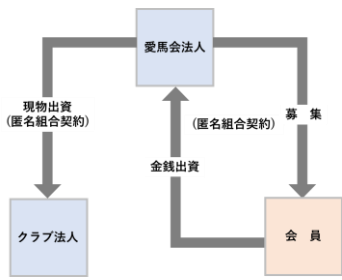 愛馬会法人
現物出資
(匿名組合契約)
募　集
(匿名組合契約)
金銭出資
クラブ法人
会　員